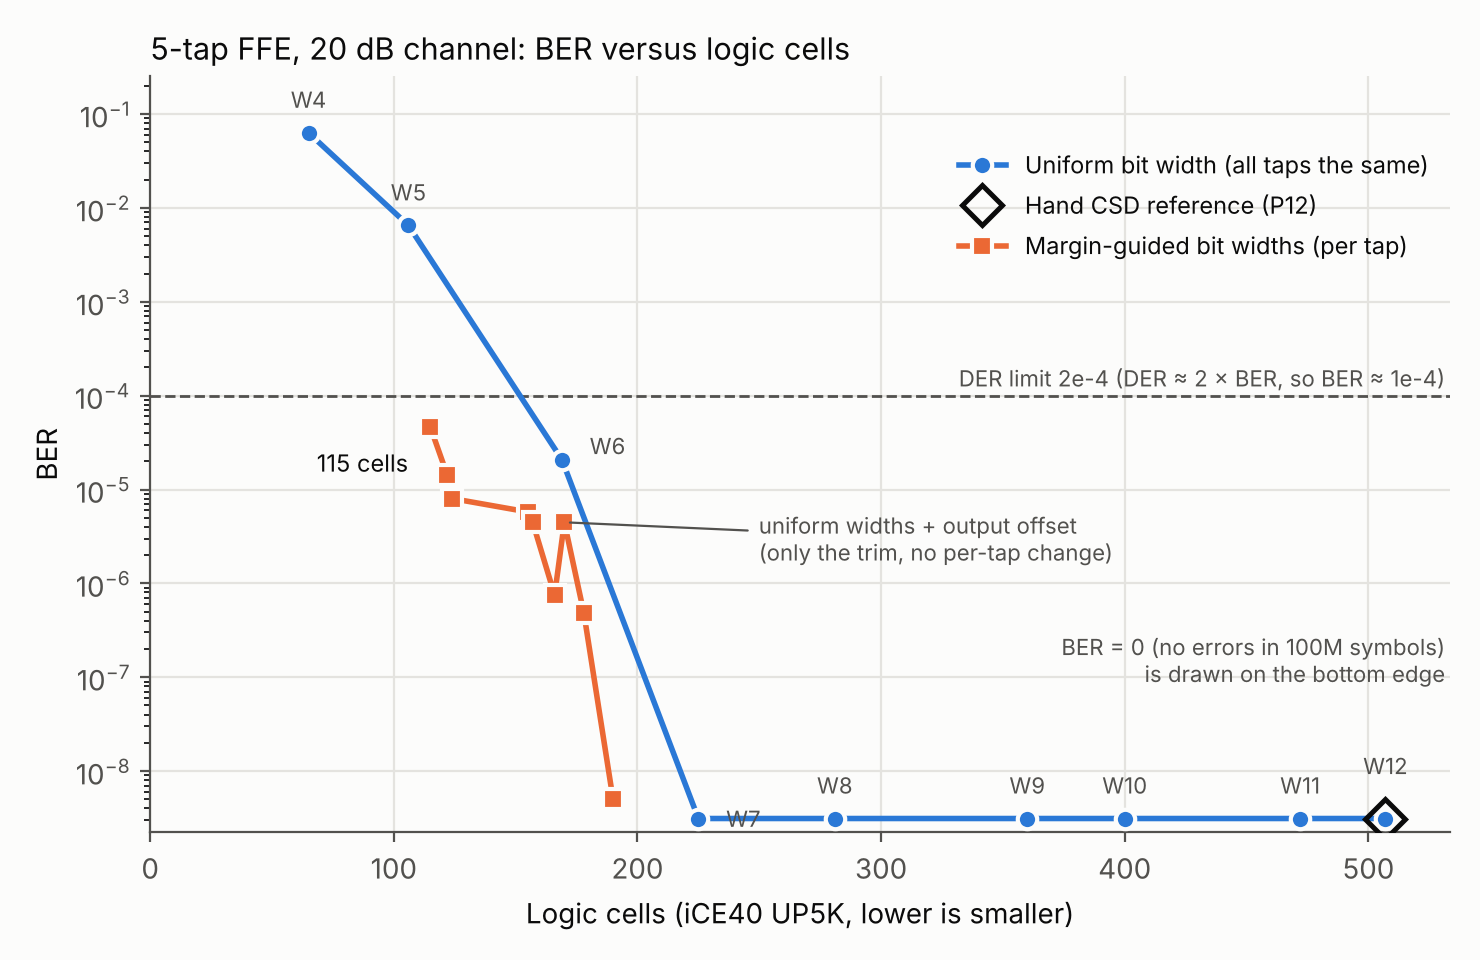 5-tap FFE, 20 dB channel: BER versus logic cells
W4
10⁻¹
Uniform bit width (all taps the same)
W5
10⁻²
Hand CSD reference (P12)
Margin-guided bit widths (per tap)
10⁻³
DER limit 2e-4 (DER ≈ 2 × BER, so BER ≈ 1e-4)
10⁻⁴
W6
BER
115 cells
10⁻⁵
uniform widths + output offset
(only the trim, no per-tap change)
10⁻⁶
BER = 0 (no errors in 100M symbols)
is drawn on the bottom edge
10⁻⁷
10⁻⁸
W12
W8
W9
W10
W11
W7
0 100 200 300 400 500
Logic cells (iCE40 UP5K, lower is smaller)